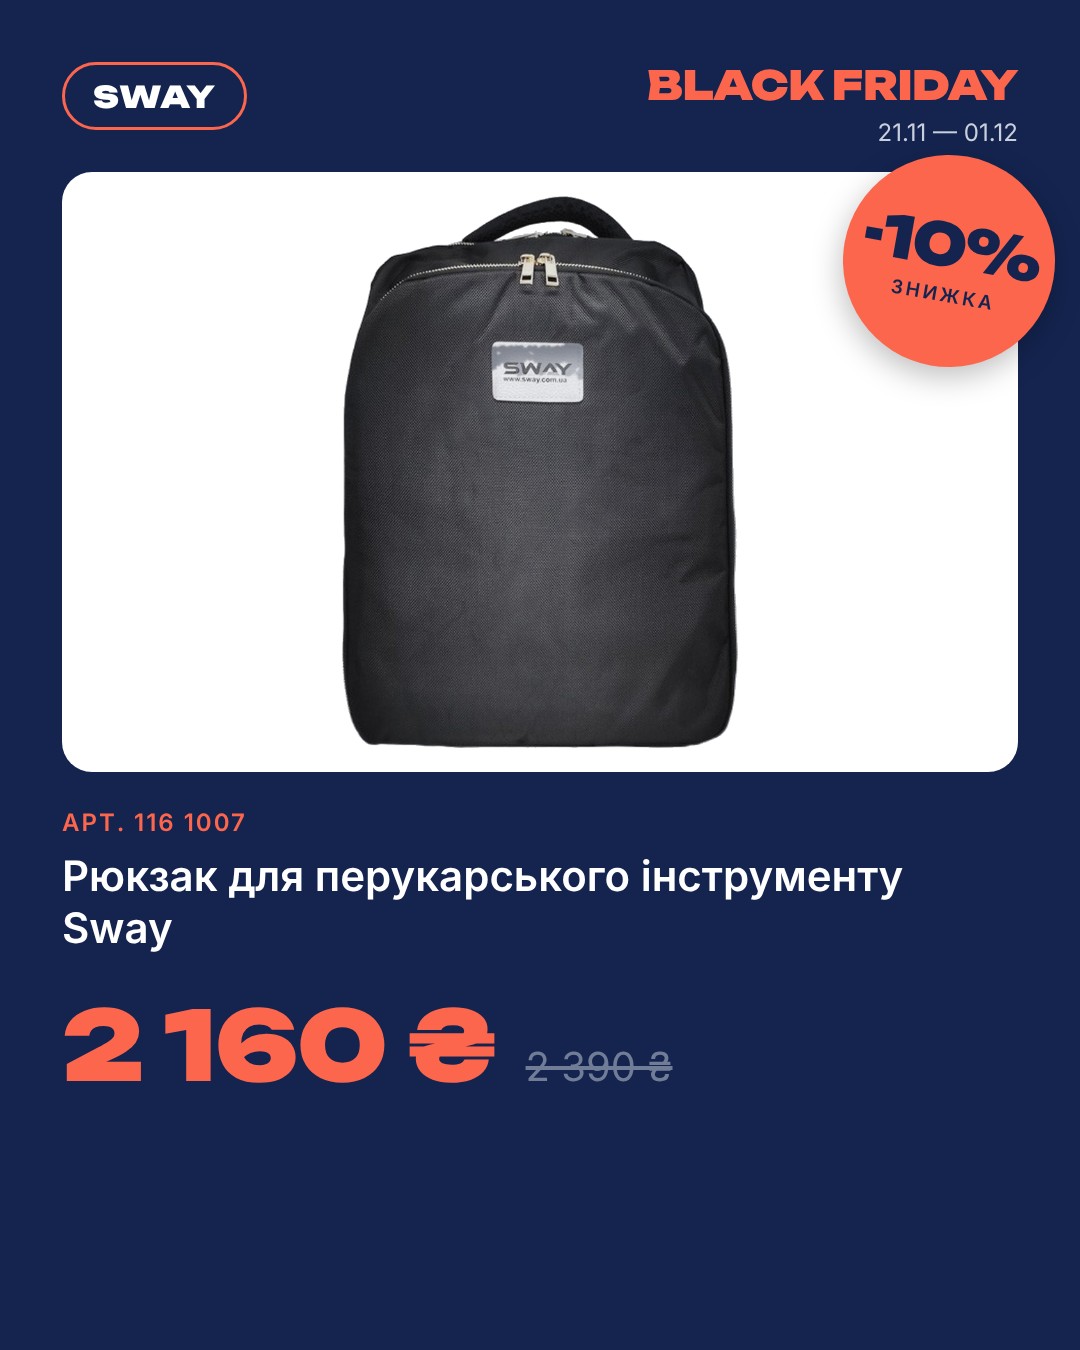 SWAY
BLACK FRIDAY
21.11 — 01.12
-10%
ЗНИЖКА
SWAY
www.sway.com.ua
АРТ. 116 1007
Рюкзак для перукарського інструменту
Sway
2 160 ₴
2 390 ₴